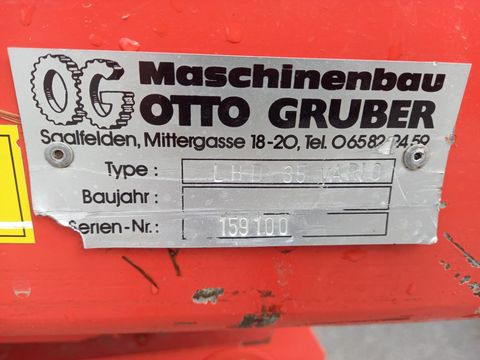 OG Maschinenbau
OTTO GRUBER
Saalfelden, Mittergasse 18-20, Tel. 06582
Type :
Baujahr :
Serien-Nr.: 159100